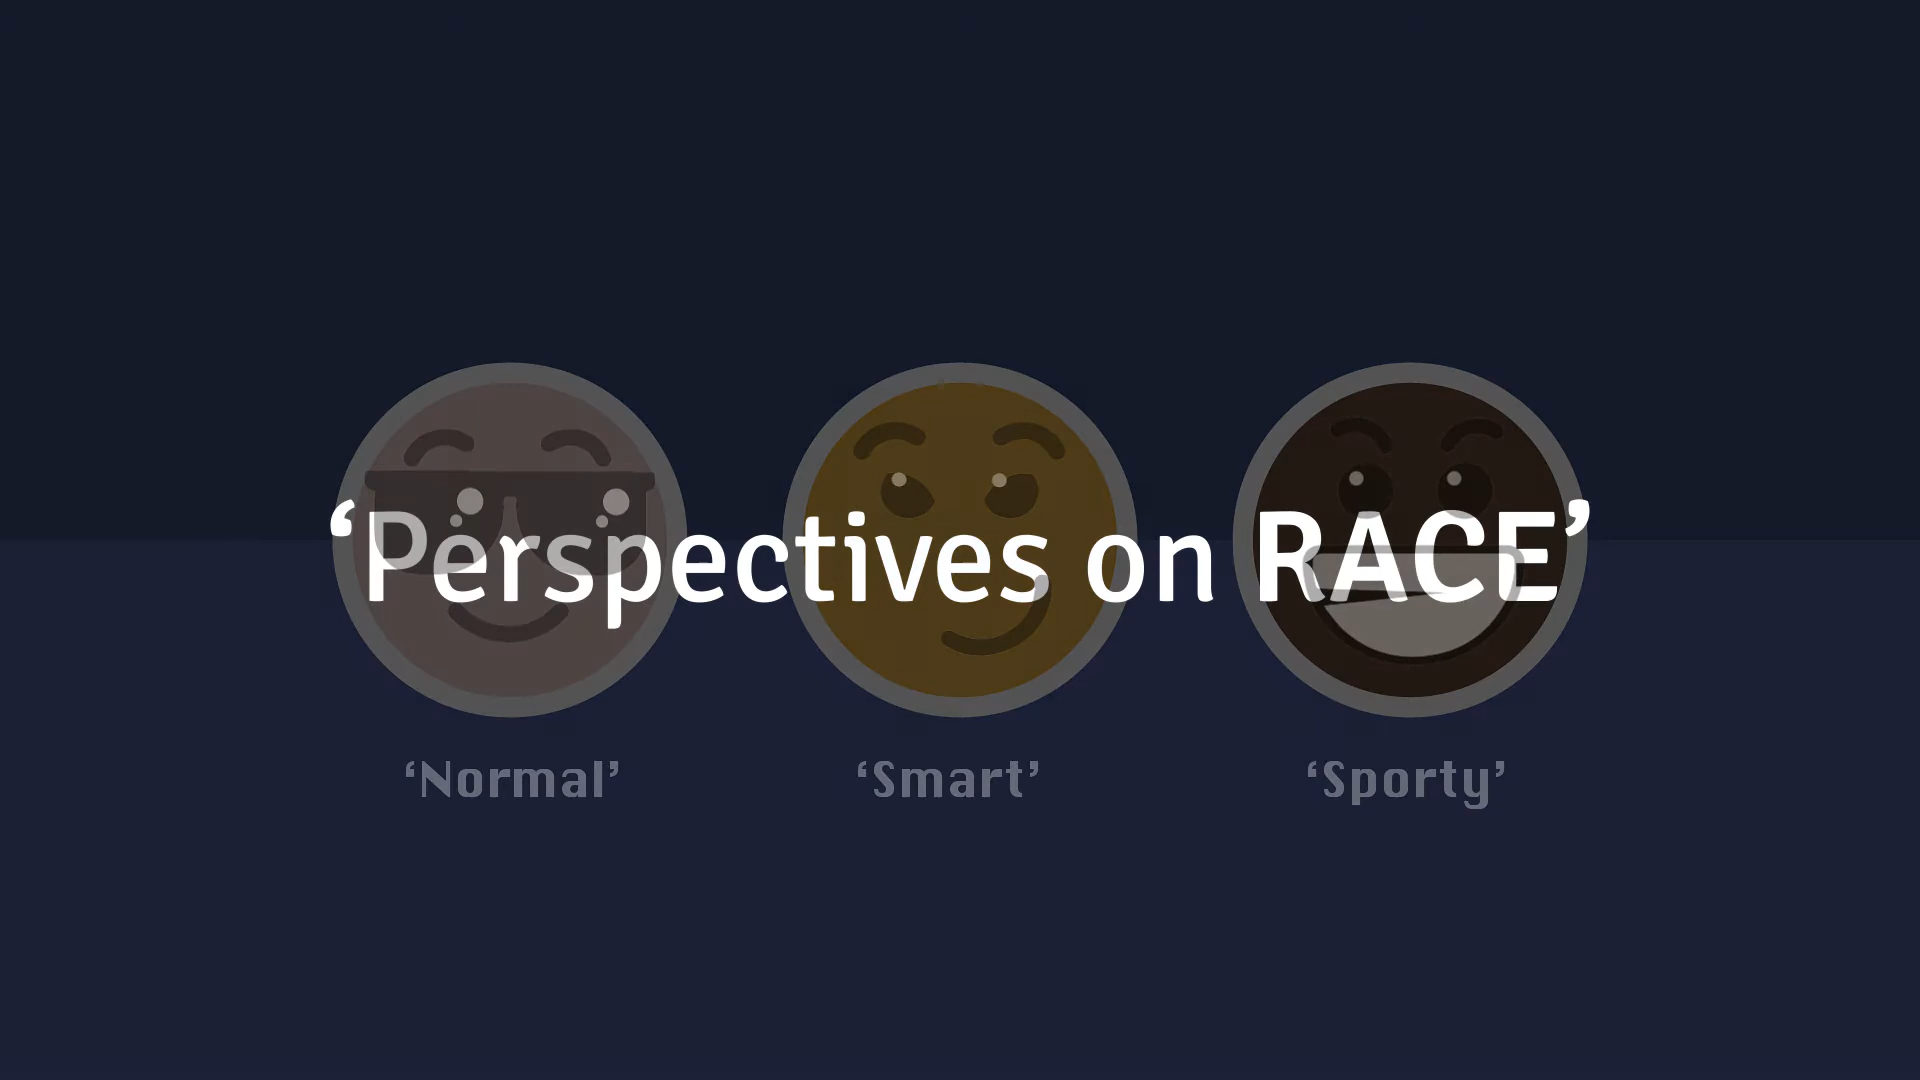 ‘Perspectives on RACE’
‘Normal’
‘Smart’
‘Sporty’